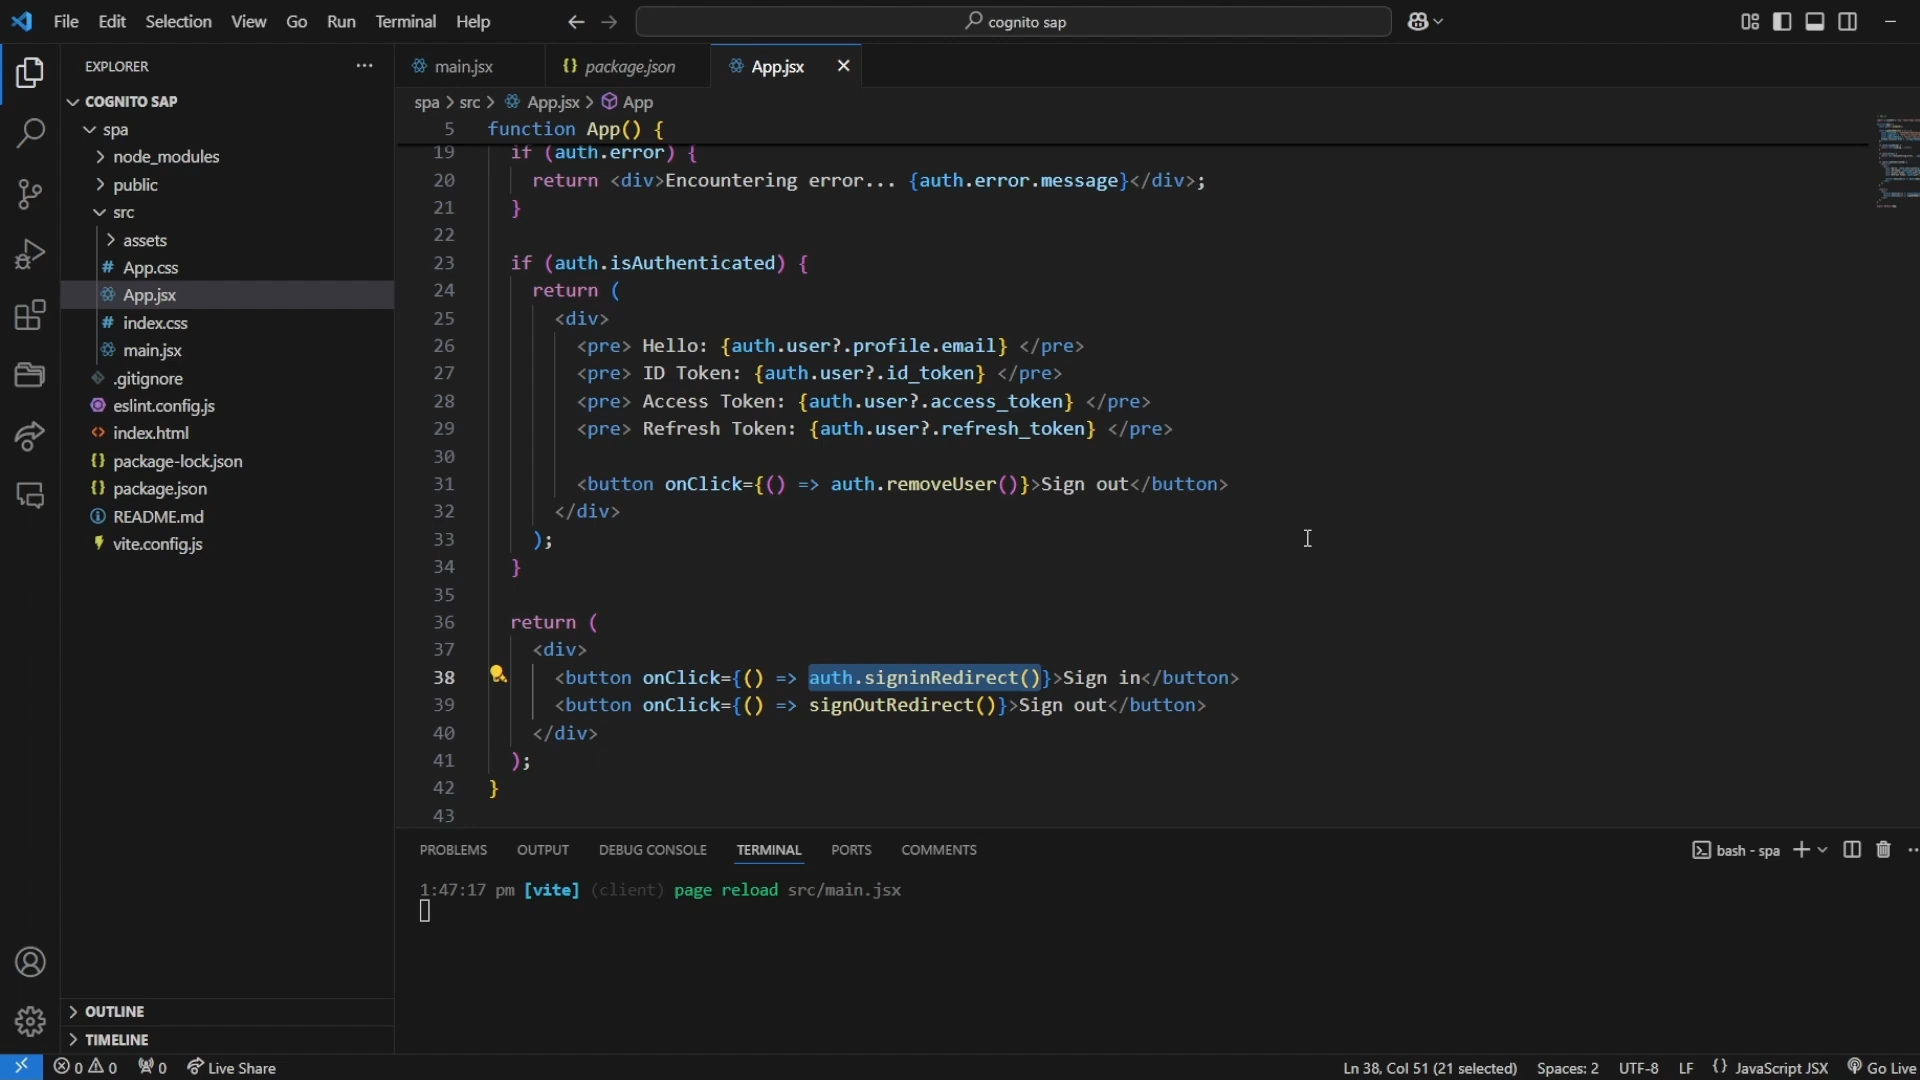 File Edit Selection View Go Run Terminal Help
cognito sap
EXPLORER
COGNITO SAP
spa
node_modules
public
src
assets
# App.css
App.jsx
# index.css
main.jsx
.gitignore
eslint.config.js
<> index.html
{} package-lock.json
{} package.json
README.md
vite.config.js
OUTLINE
TIMELINE
main.jsx
{} package.json
App.jsx
spa > src > App.jsx > App
5 function App() {
19 if (auth.error) {
20 return <div>Encountering error... {auth.error.message}</div>;
21 }
22
23 if (auth.isAuthenticated) {
24 return (
25 <div>
26 <pre> Hello: {auth.user?.profile.email} </pre>
27 <pre> ID Token: {auth.user?.id_token} </pre>
28 <pre> Access Token: {auth.user?.access_token} </pre>
29 <pre> Refresh Token: {auth.user?.refresh_token} </pre>
30
31 <button onClick={() => auth.removeUser()}>Sign out</button>
32 </div>
33 );
34 }
35
36 return (
37 <div>
38 <button onClick={() => auth.signinRedirect()}>Sign in</button>
39 <button onClick={() => signOutRedirect()}>Sign out</button>
40 </div>
41 );
42 }
43
PROBLEMS OUTPUT DEBUG CONSOLE TERMINAL PORTS COMMENTS
bash - spa
1:47:17 pm [vite] (client) page reload src/main.jsx
0 0 0 Live Share
Ln 38, Col 51 (21 selected) Spaces: 2 UTF-8 LF {} JavaScript JSX Go Live